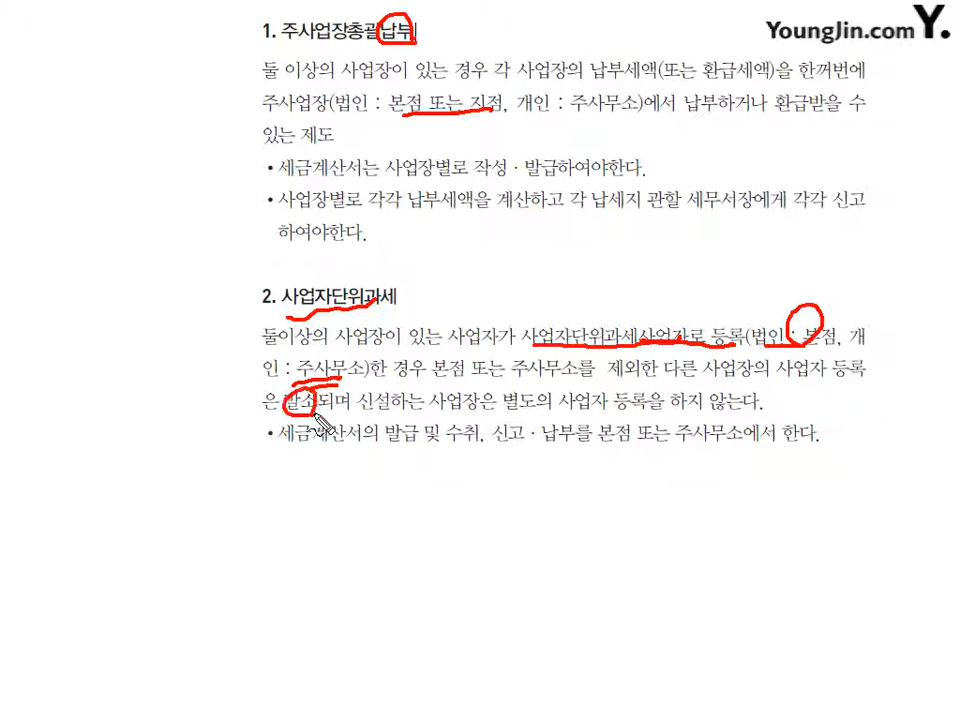 YoungJin.com Y.
1. 주사업장총괄납부
둘 이상의 사업장이 있는 경우 각 사업장의 납부세액(또는 환급세액)을 한꺼번에
주사업장(법인 : 본점 또는 지점, 개인 : 주사무소)에서 납부하거나 환급받을 수
있는 제도
• 세금계산서는 사업장별로 작성 · 발급하여야한다.
• 사업장별로 각각 납부세액을 계산하고 각 납세지 관할 세무서장에게 각각 신고
하여야한다.
2. 사업자단위과세
둘이상의 사업장이 있는 사업자가 사업자단위과세사업자로 등록(법인 : 본점, 개
인 : 주사무소)한 경우 본점 또는 주사무소를 제외한 다른 사업장의 사업자 등록
은 말소되며 신설하는 사업장은 별도의 사업자 등록을 하지 않는다.
• 세금계산서의 발급 및 수취, 신고 · 납부를 본점 또는 주사무소에서 한다.